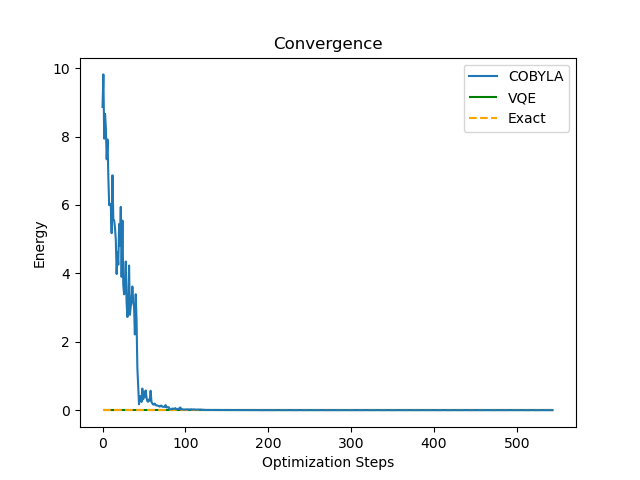 Convergence
COBYLA
VQE
Exact
10
8
6
4
2
0
Energy
0 100 200 300 400 500
Optimization Steps